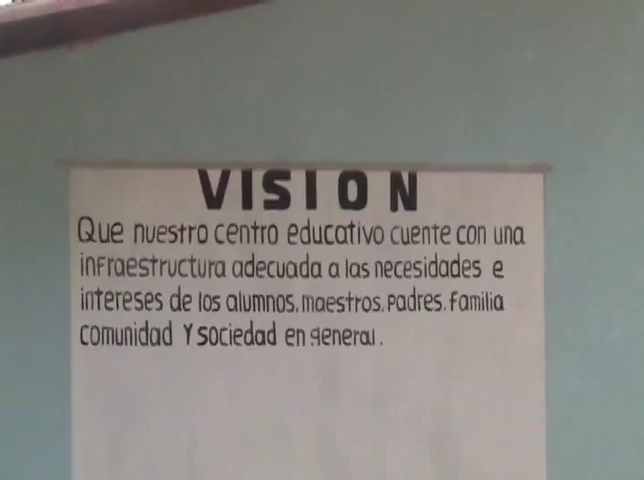 VISION
Que nuestro centro educativo cuente con una
infraestructura adecuada a las necesidades e
intereses de los alumnos, maestros, Padres. Familia
comunidad Y sociedad en general.